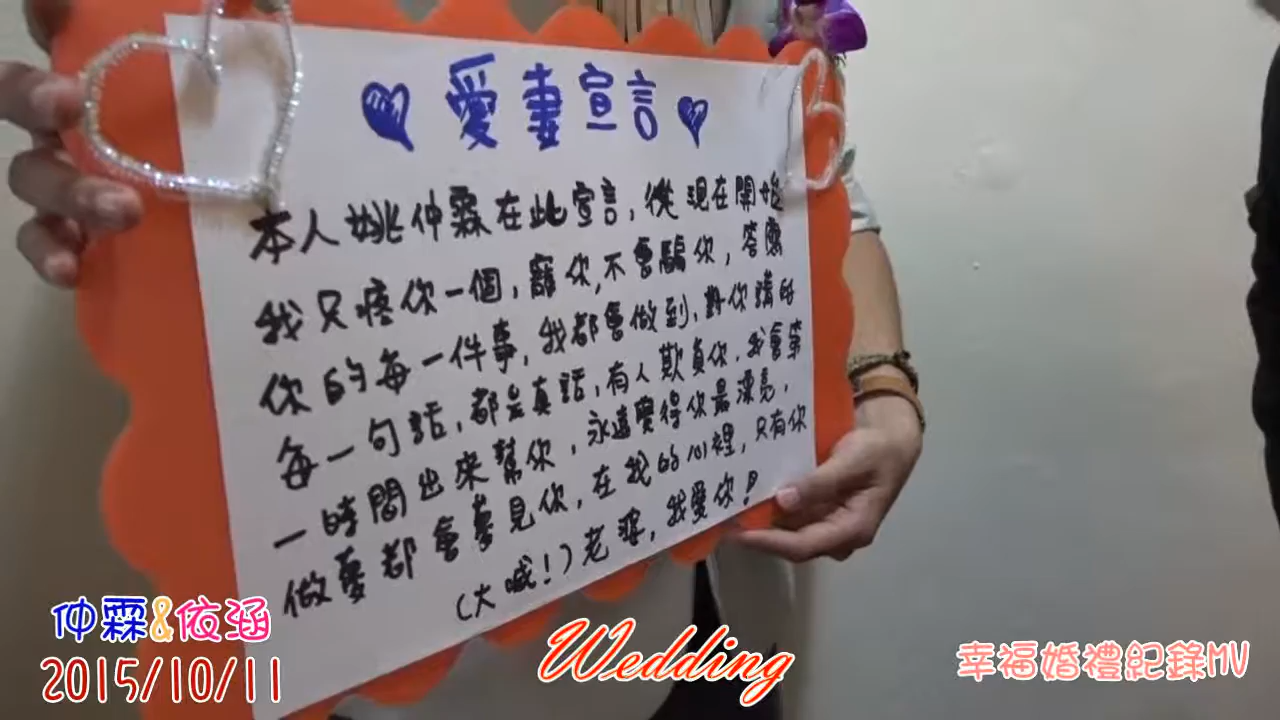 愛妻宣言
本人姚仲霖在此宣言,從現在開始
我只疼你一個,寵你,不會騙你,答應
你的每一件事,我都會做到,對你講的
每一句話,都是真話,有人欺負你,我會第
一時間出來幫你,永遠覺得你最漂亮,
做夢都會夢見你,在我的心裡,只有你
(大喊!)老婆,我愛你!
仲霖&依涵
2015/10/11
Wedding
幸福婚禮紀錄MV